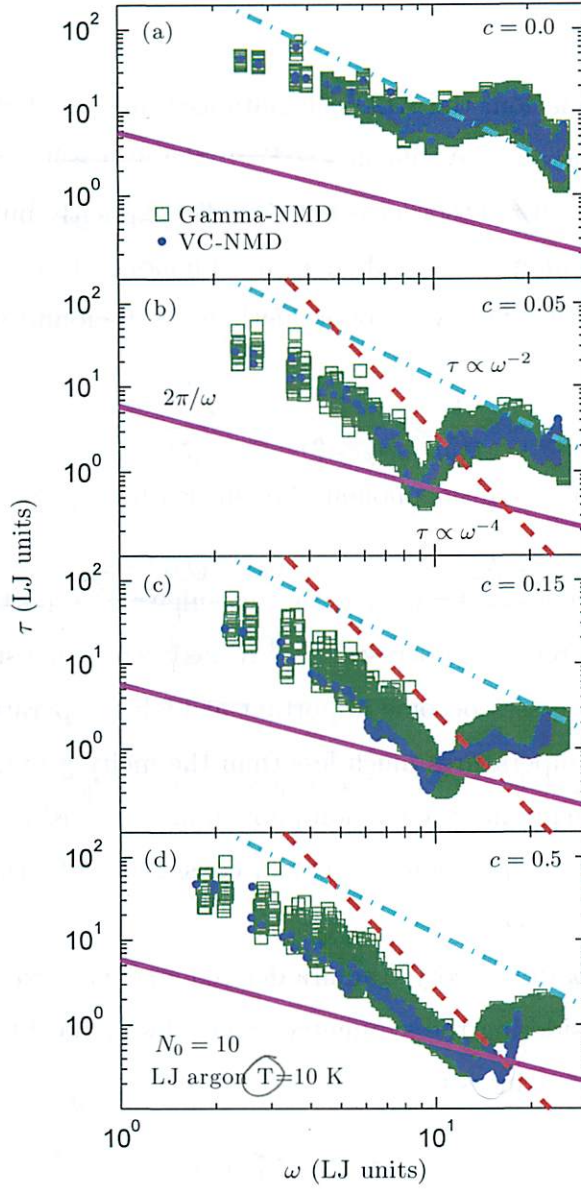 10²
(a)
c = 0.0
10¹
10⁰
Gamma-NMD
VC-NMD
10²
(b)
c = 0.05
τ ∝ ω⁻²
10¹
2π/ω
10⁰
τ ∝ ω⁻⁴
τ (LJ units)
10²
(c)
c = 0.15
10¹
10⁰
10²
(d)
c = 0.5
10¹
10⁰
N₀ = 10
LJ argon T=10 K
10⁰
10¹
ω (LJ units)